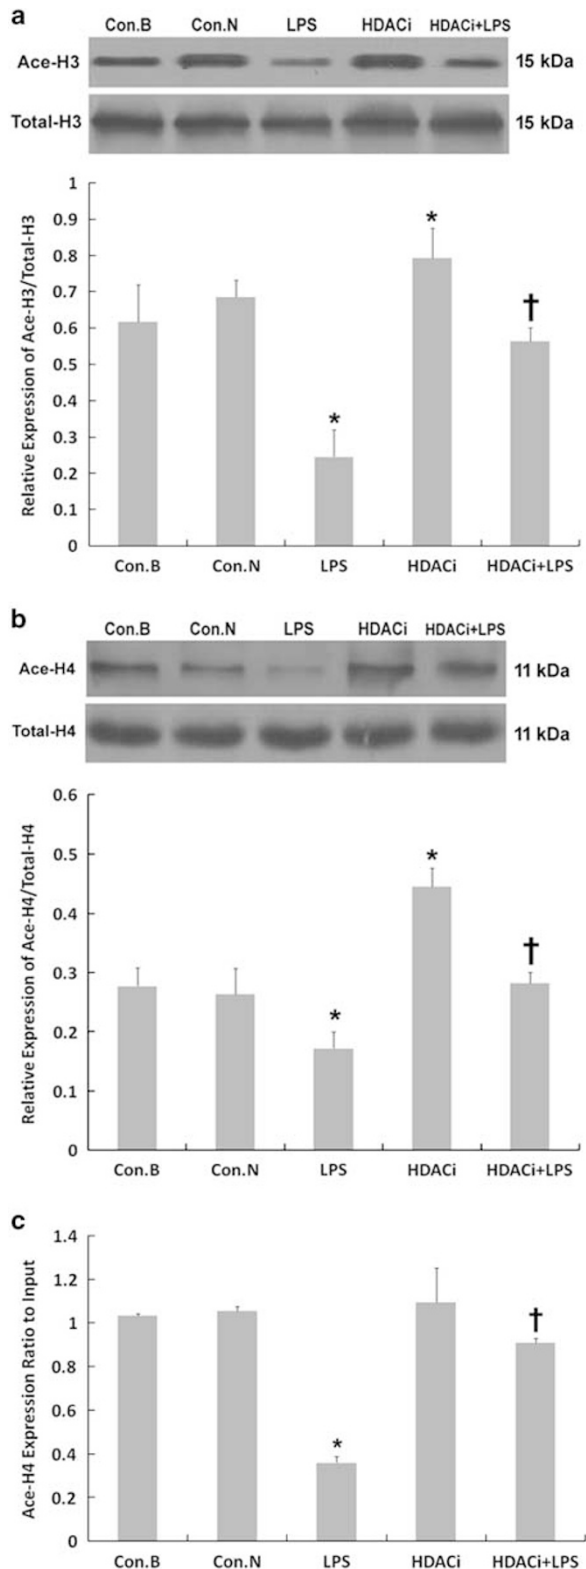 a
Con.B Con.N LPS HDACi HDACi+LPS
Ace-H3 15 kDa
Total-H3 15 kDa
Relative Expression of Ace-H3/Total-H3
1
0.9
0.8
0.7
0.6
0.5
0.4
0.3
0.2
0.1
0
*
*
†
Con.B Con.N LPS HDACi HDACi+LPS
b
Con.B Con.N LPS HDACi HDACi+LPS
Ace-H4 11 kDa
Total-H4 11 kDa
Relative Expression of Ace-H4/Total-H4
0.6
0.5
0.4
0.3
0.2
0.1
0
*
*
†
Con.B Con.N LPS HDACi HDACi+LPS
c
Ace-H4 Expression Ratio to Input
1.4
1.2
1
0.8
0.6
0.4
0.2
0
*
†
Con.B Con.N LPS HDACi HDACi+LPS